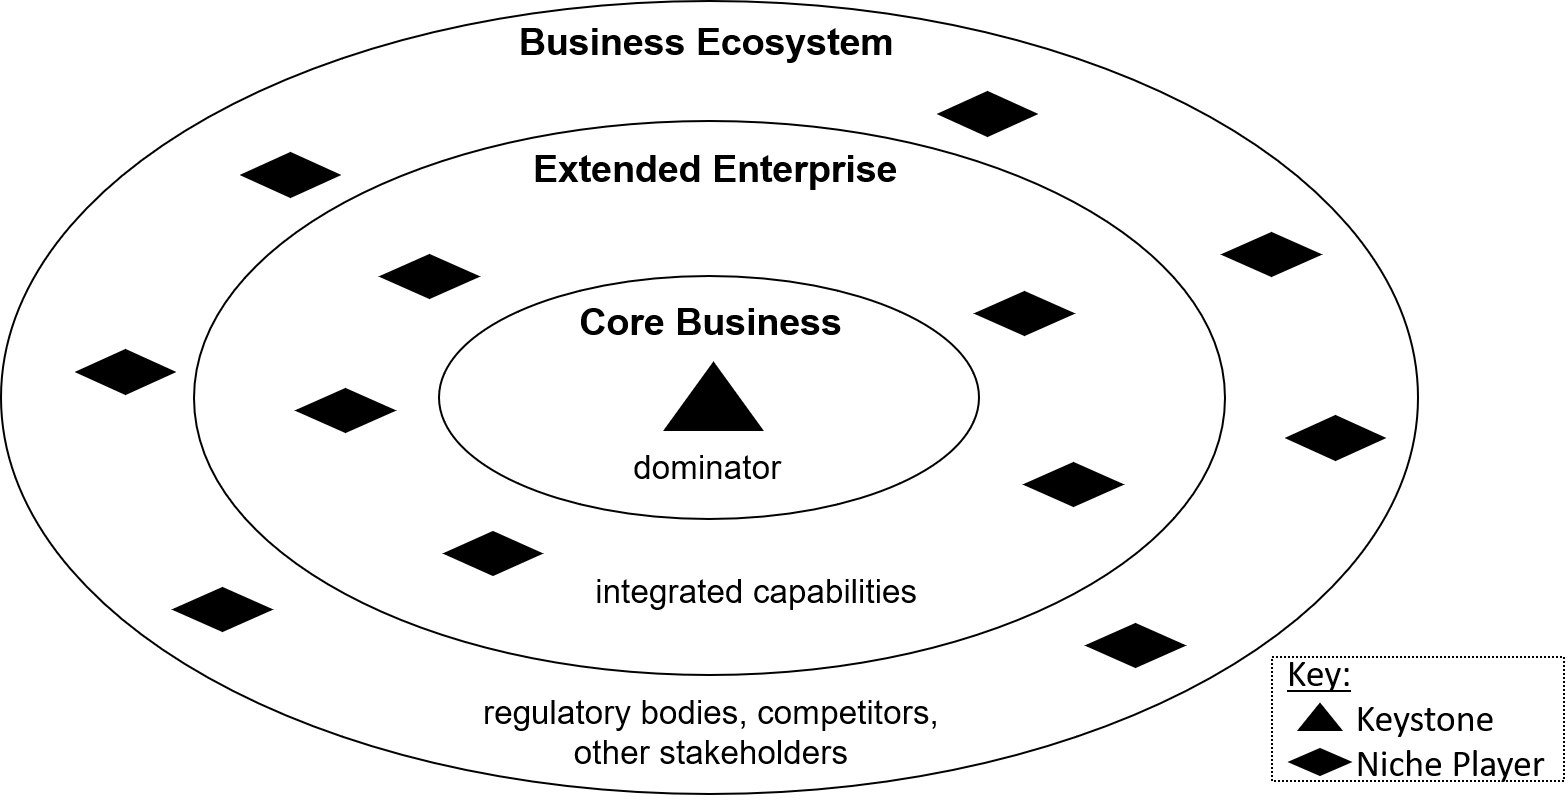 Business Ecosystem
Extended Enterprise
Core Business
dominator
integrated capabilities
regulatory bodies, competitors,
other stakeholders
Key:
Keystone
Niche Player